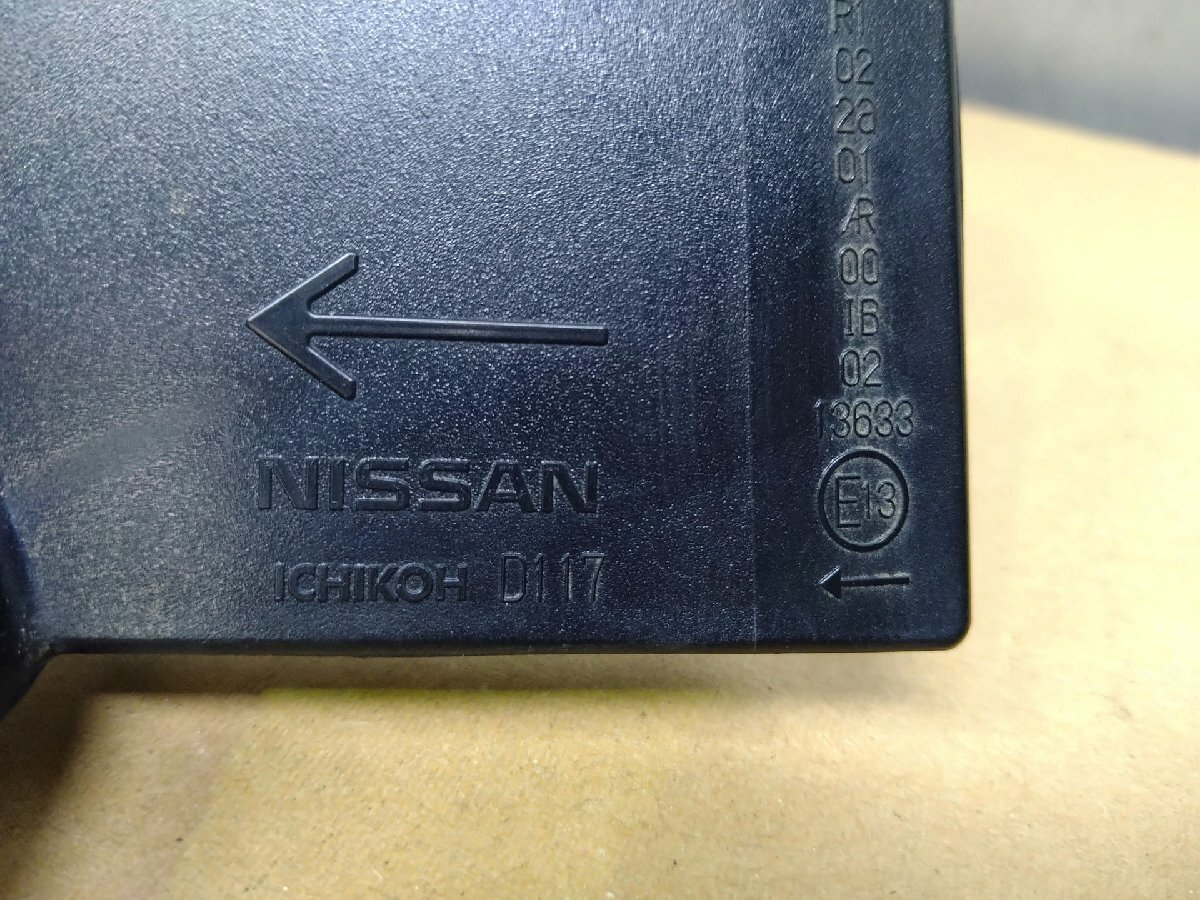 R1
02
2a
01
AR
00
IB
02
13633
E13
NISSAN
ICHIKOH D117